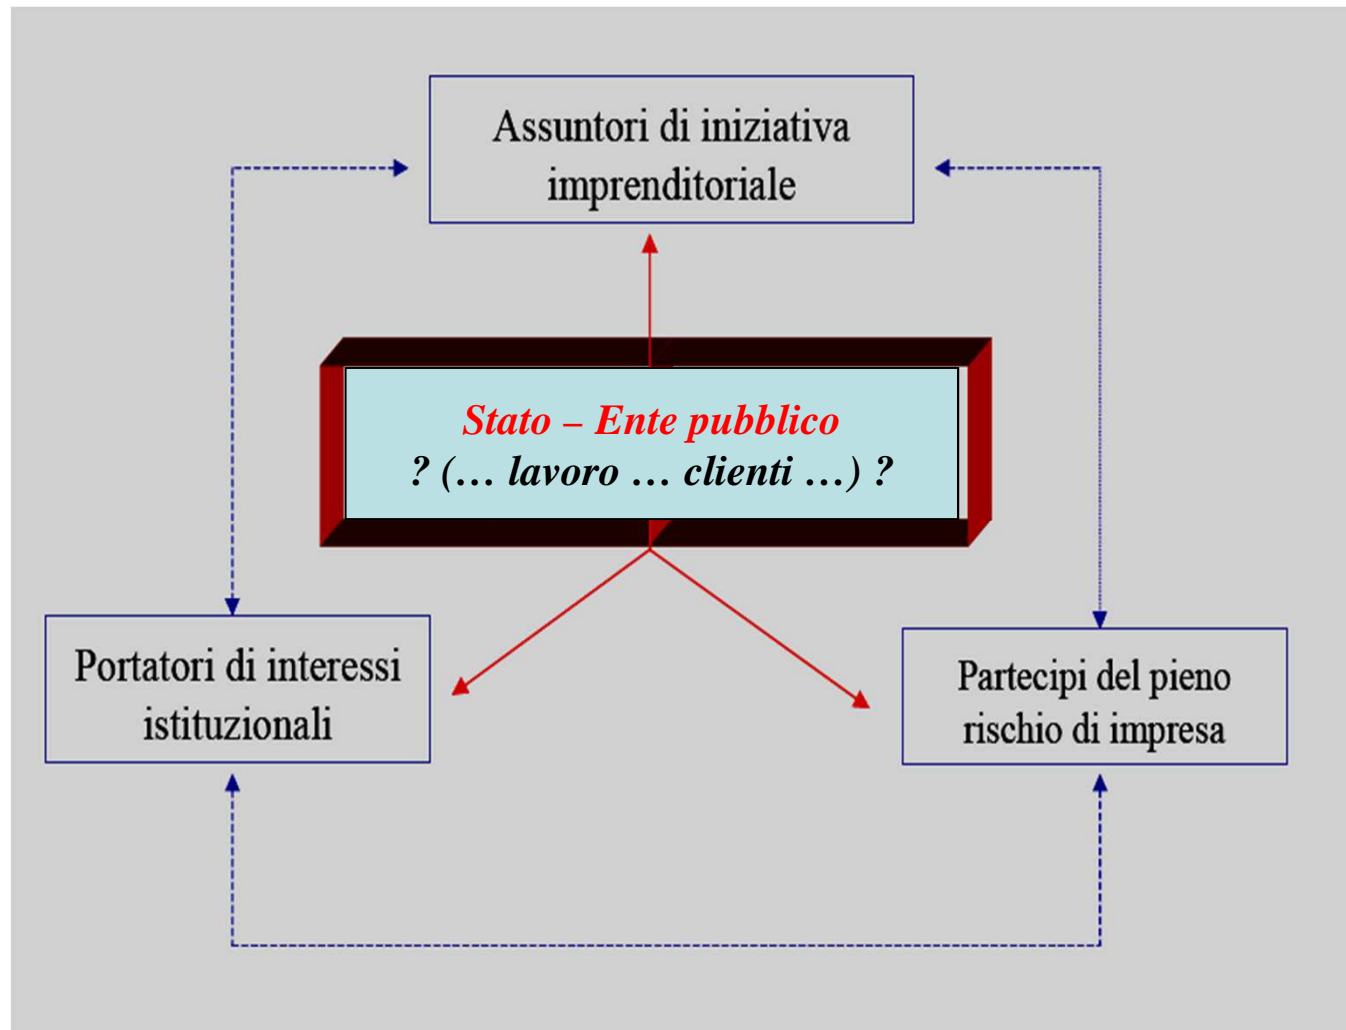 Assuntori di iniziativa
imprenditoriale
Stato – Ente pubblico
? (… lavoro … clienti …) ?
Portatori di interessi
istituzionali
Partecipi del pieno
rischio di impresa